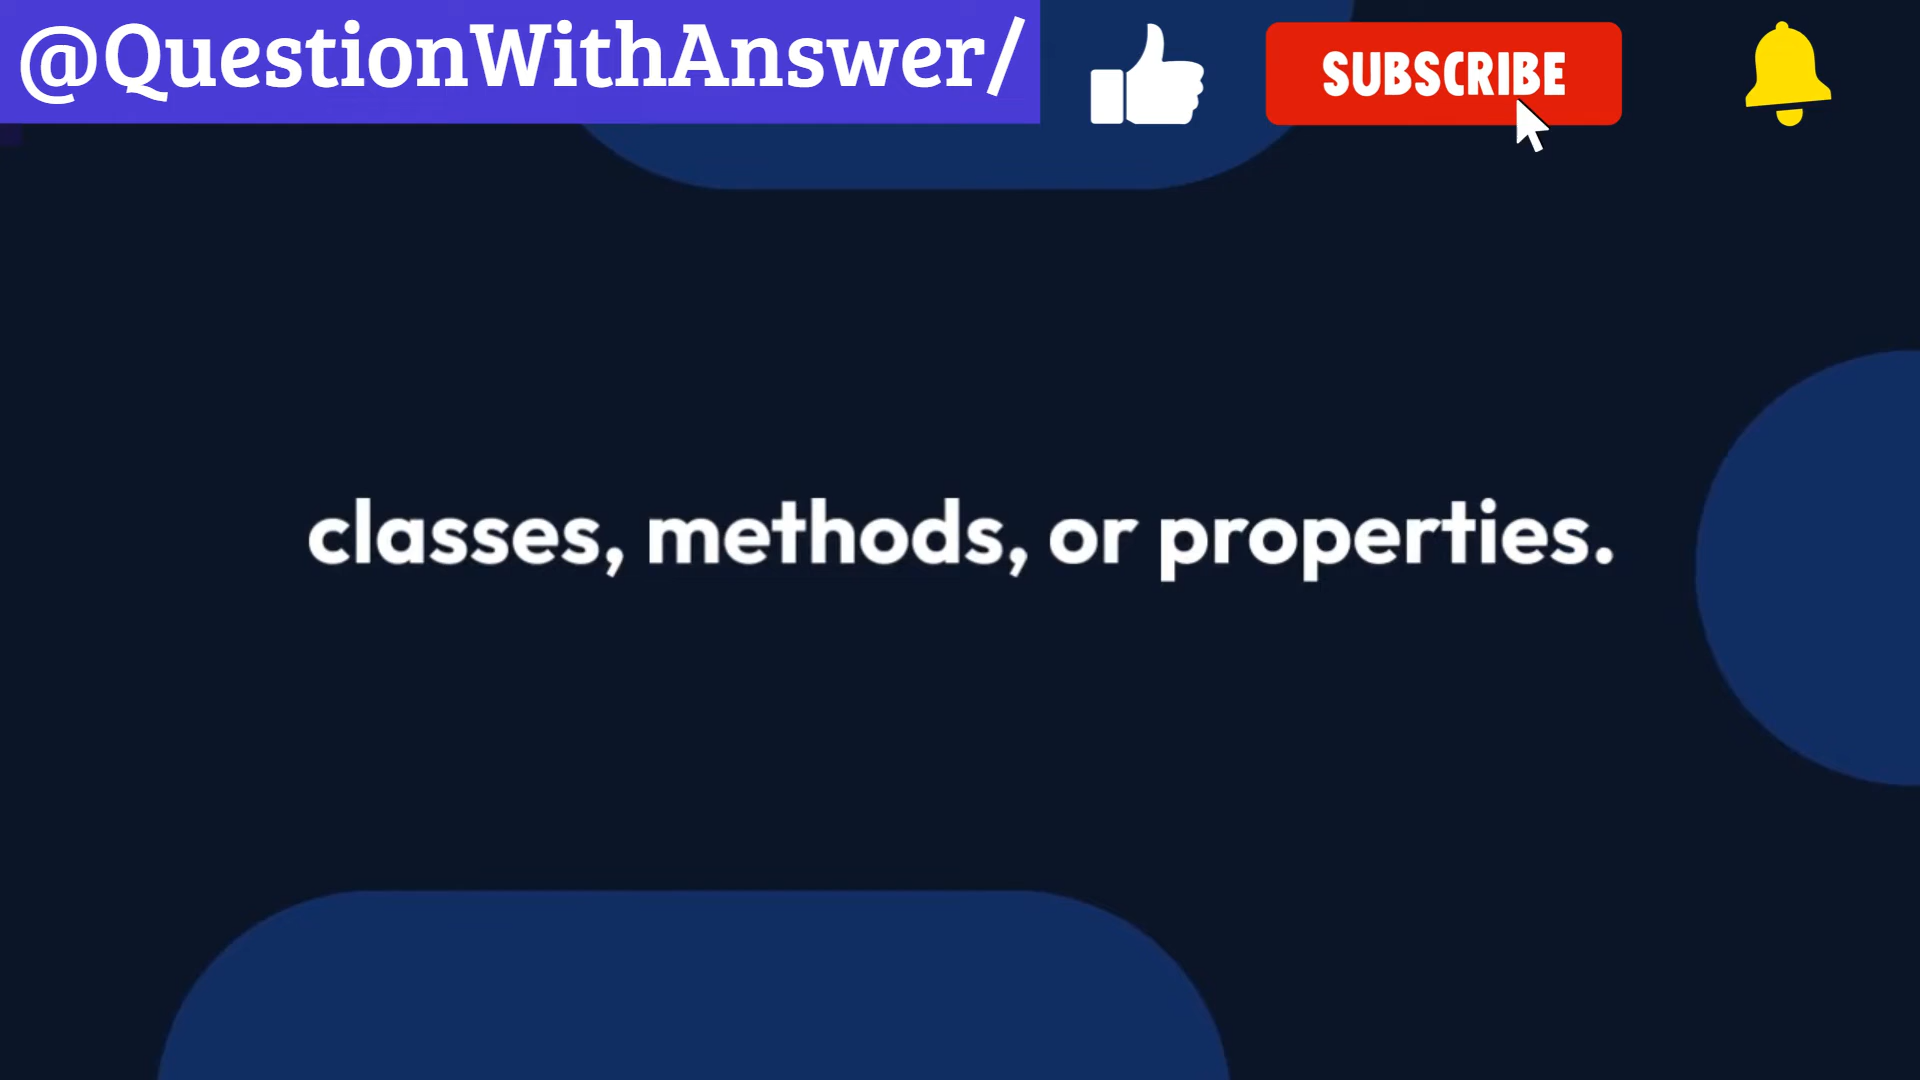 @QuestionWithAnswer/
SUBSCRIBE
classes, methods, or properties.